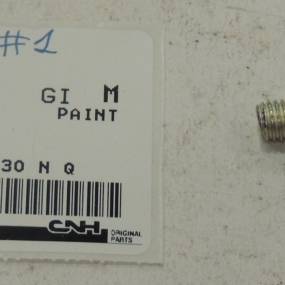 #1
GI M
PAINT
30 N Q
CNH ORIGINAL
PARTS